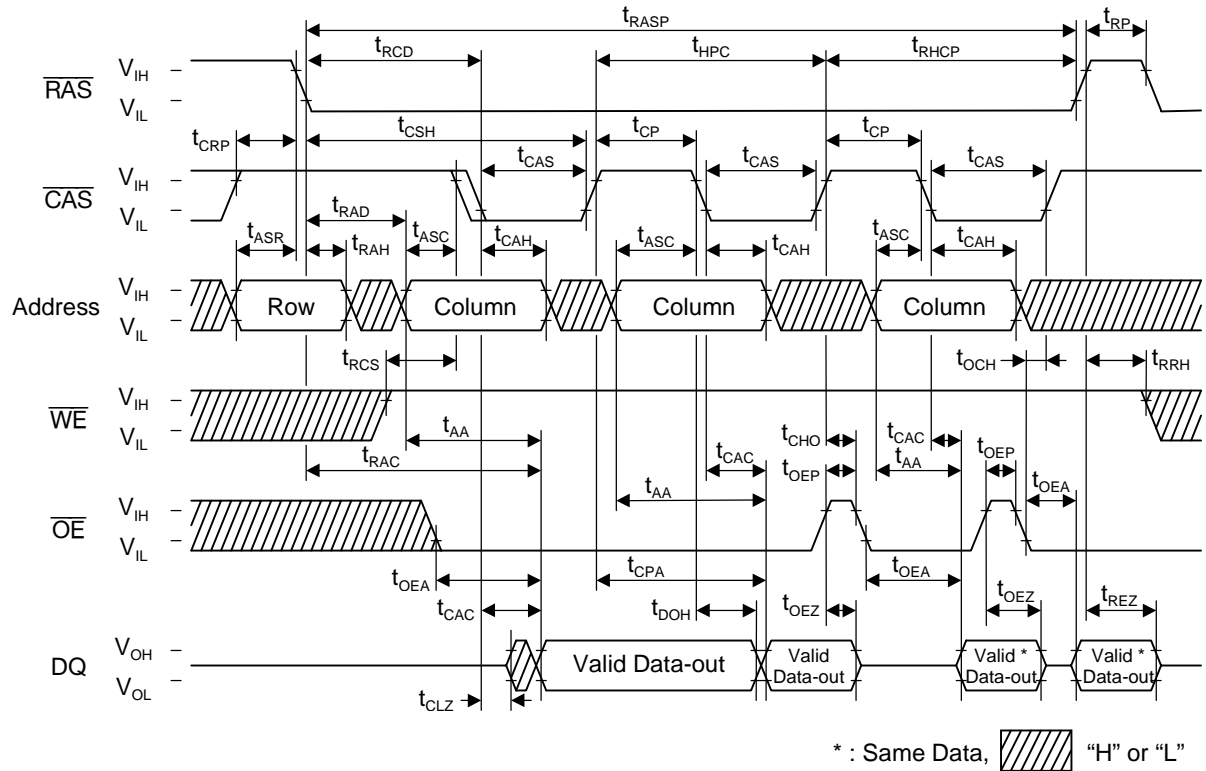 tRASP
tRP
tRCD
tHPC
tRHCP
RAS
VIH
VIL
tCRP
tCSH
tCP
tCP
tCAS
tCAS
tCAS
CAS
VIH
VIL
tRAD
tASR
tRAH
tASC
tCAH
tASC
tCAH
tASC
tCAH
Address
VIH
VIL
Row
Column
Column
Column
tRCS
tOCH
tRRH
WE
VIH
VIL
tAA
tCHO
tCAC
tOEP
tRAC
tCAC
tOEP
tAA
tAA
tOEA
OE
VIH
VIL
tOEA
tCPA
tOEA
tCAC
tDOH
tOEZ
tOEZ
tREZ
DQ
VOH
VOL
Valid Data-out
Valid
Data-out
Valid *
Data-out
Valid *
Data-out
tCLZ
* : Same Data, “H” or “L”